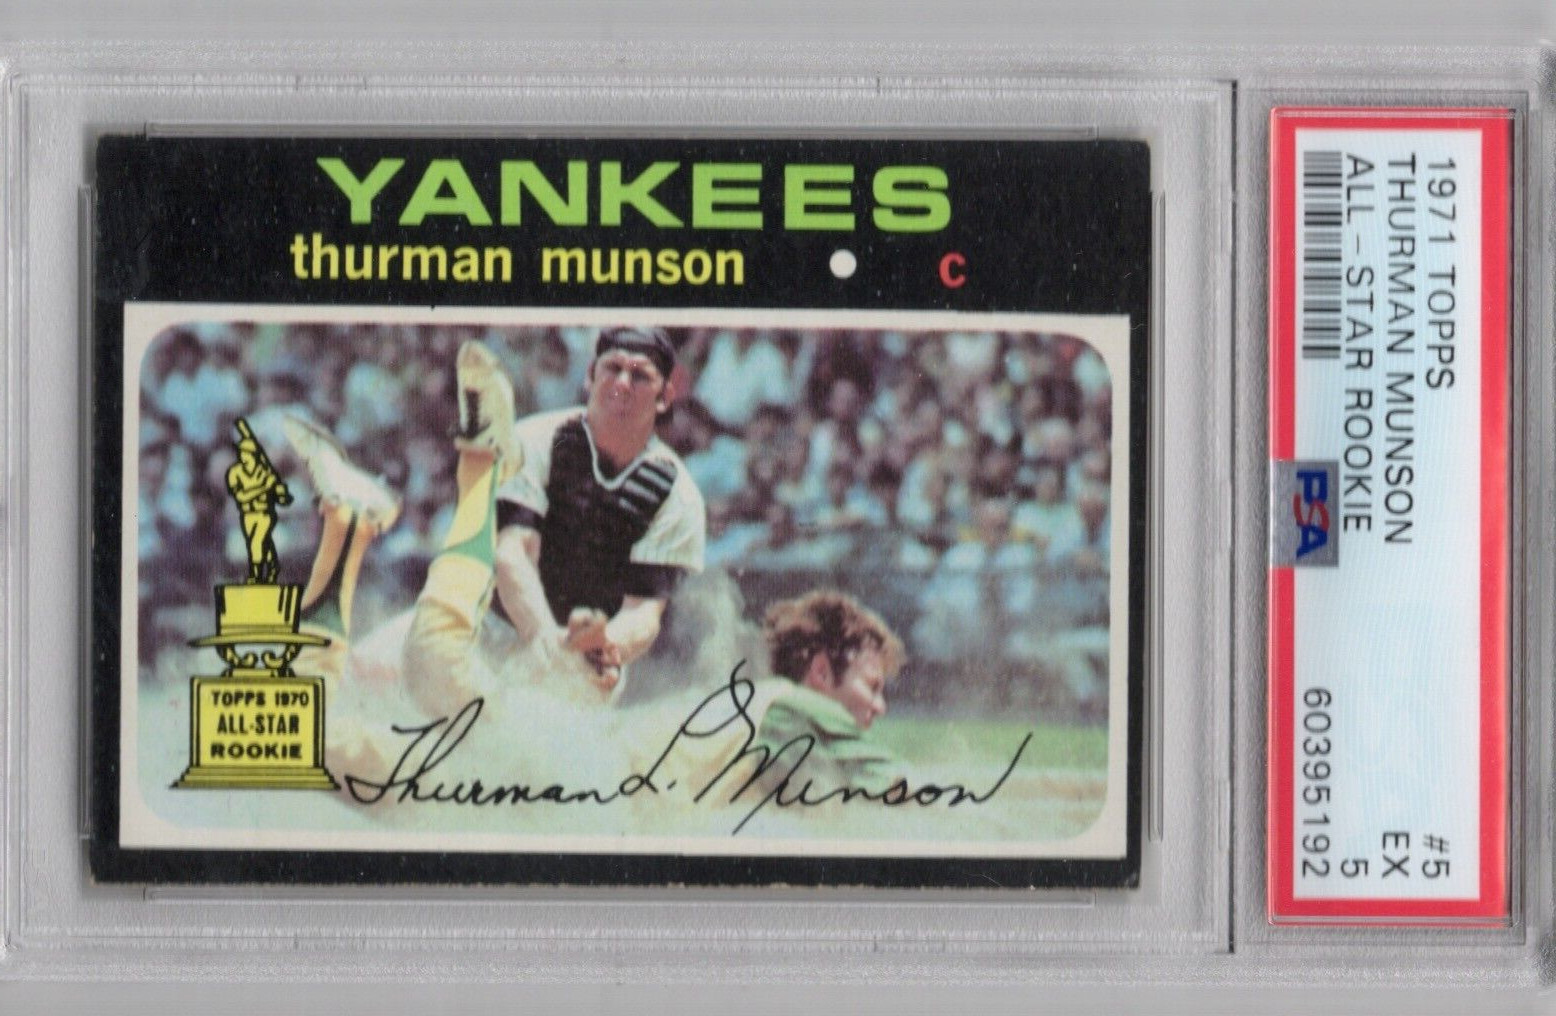 YANKEES
thurman munson • c
TOPPS 1970
ALL-STAR
ROOKIE
Thurman L. Munson
1971 TOPPS #5
THURMAN MUNSON EX
ALL-STAR ROOKIE 5
60395192
PSA